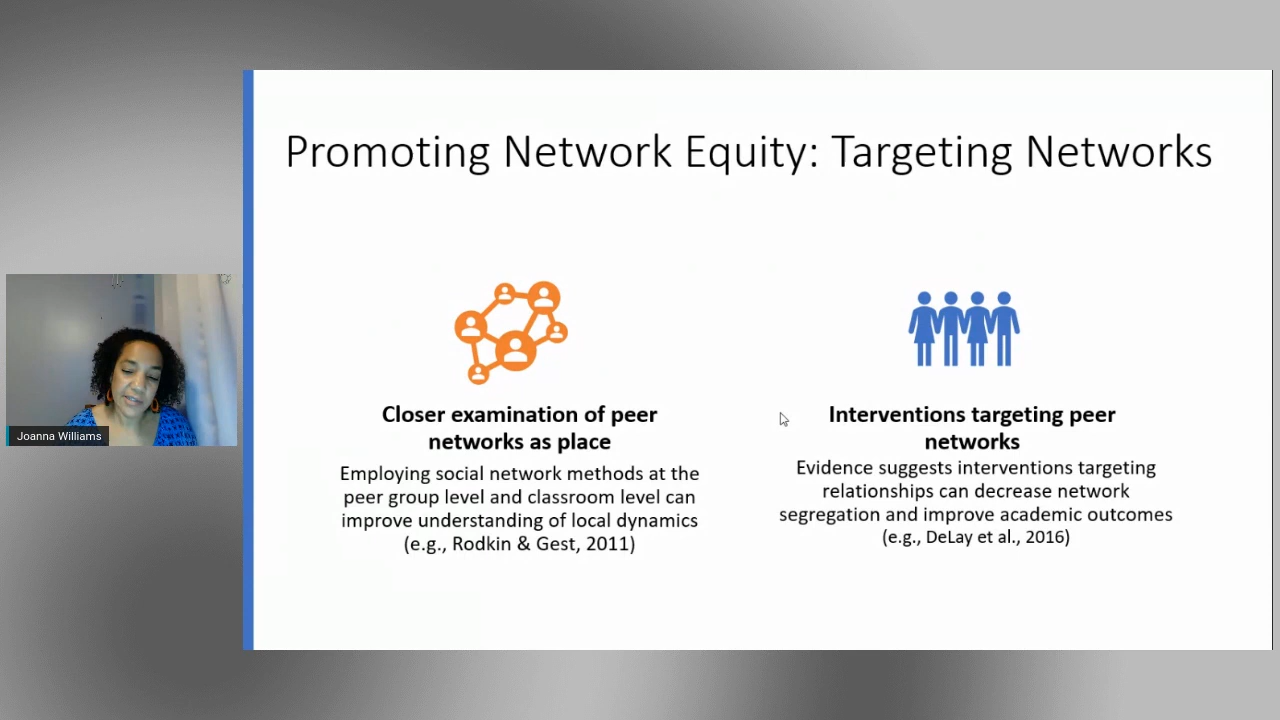 Promoting Network Equity: Targeting Networks
Joanna Williams
Closer examination of peer
networks as place
Employing social network methods at the
peer group level and classroom level can
improve understanding of local dynamics
(e.g., Rodkin & Gest, 2011)
Interventions targeting peer
networks
Evidence suggests interventions targeting
relationships can decrease network
segregation and improve academic outcomes
(e.g., DeLay et al., 2016)